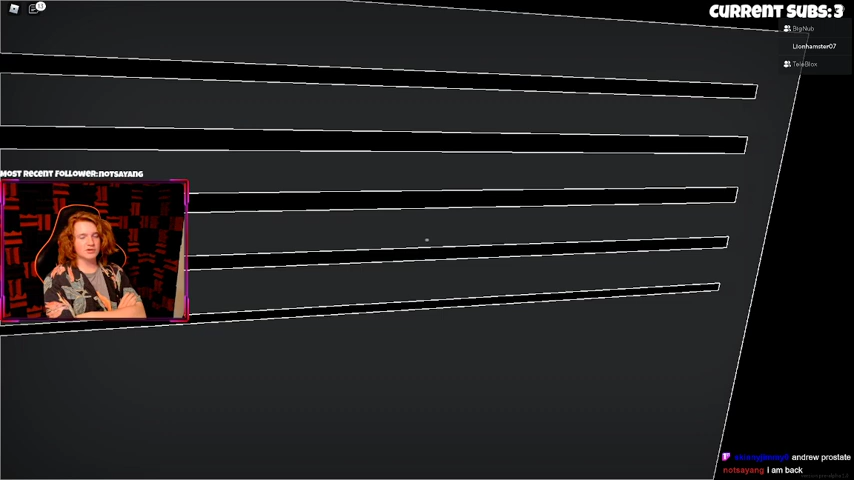 CURRENT SUBS: 3
BigNub
Lionhamster07
TeleBlox
MOST RECENT FOLLOWER: NOTSAYANG
andrew prostate
notsayang i am back